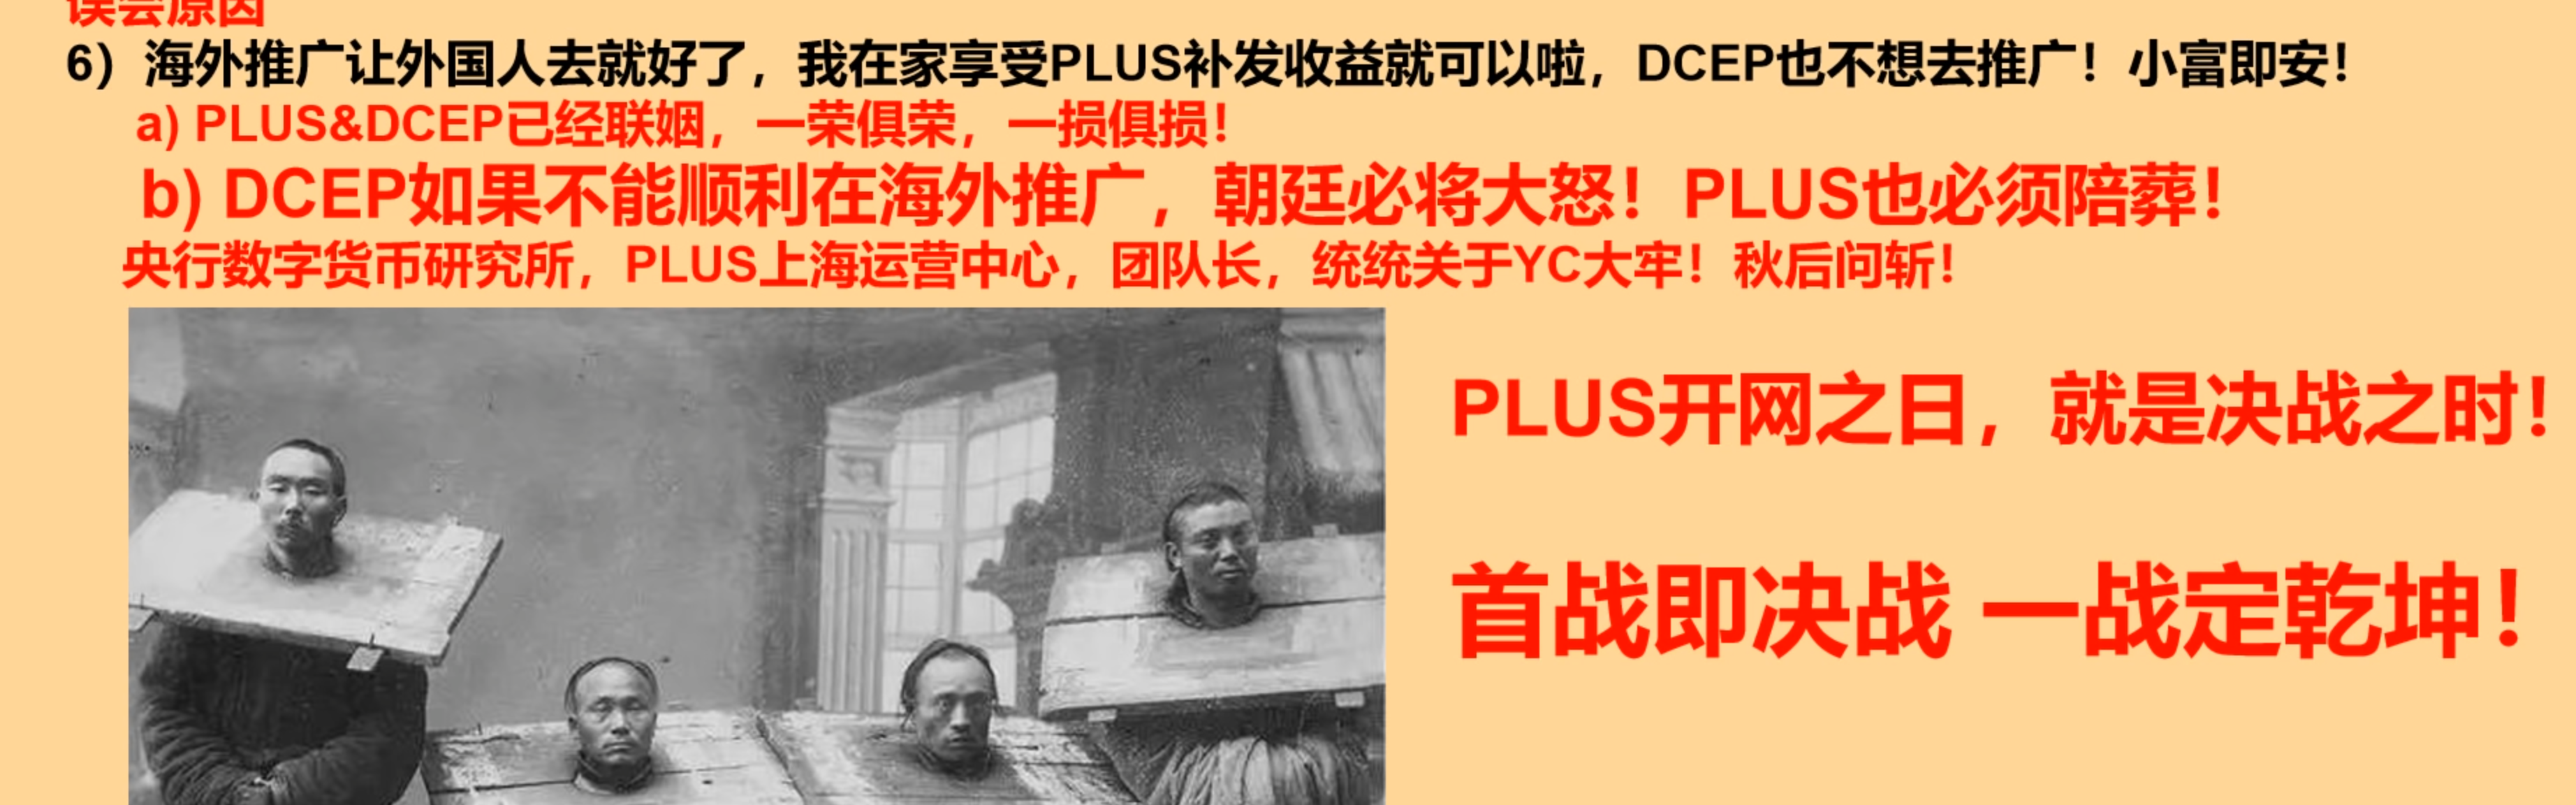 误会原因
6）海外推广让外国人去就好了，我在家享受PLUS补发收益就可以啦，DCEP也不想去推广！小富即安！
a) PLUS&DCEP已经联姻，一荣俱荣，一损俱损！
b) DCEP如果不能顺利在海外推广，朝廷必将大怒！PLUS也必须陪葬！
央行数字货币研究所，PLUS上海运营中心，团队长，统统关于YC大牢！秋后问斩！
PLUS开网之日，就是决战之时！
首战即决战 一战定乾坤！